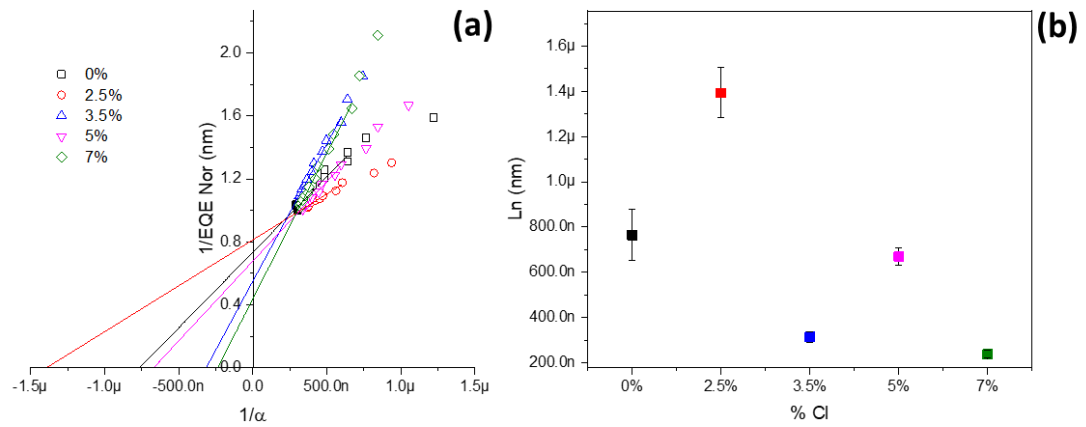 (a)
2.0
1.6
1.2
0.8
0.4
0.0
1/EQE Nor (nm)
0%
2.5%
3.5%
5%
7%
-1.5µ
-1.0µ
-500.0n
0.0
500.0n
1.0µ
1.5µ
1/α
(b)
1.6µ
1.4µ
1.2µ
1.0µ
800.0n
600.0n
400.0n
200.0n
Ln (nm)
0%
2.5%
3.5%
5%
7%
% Cl